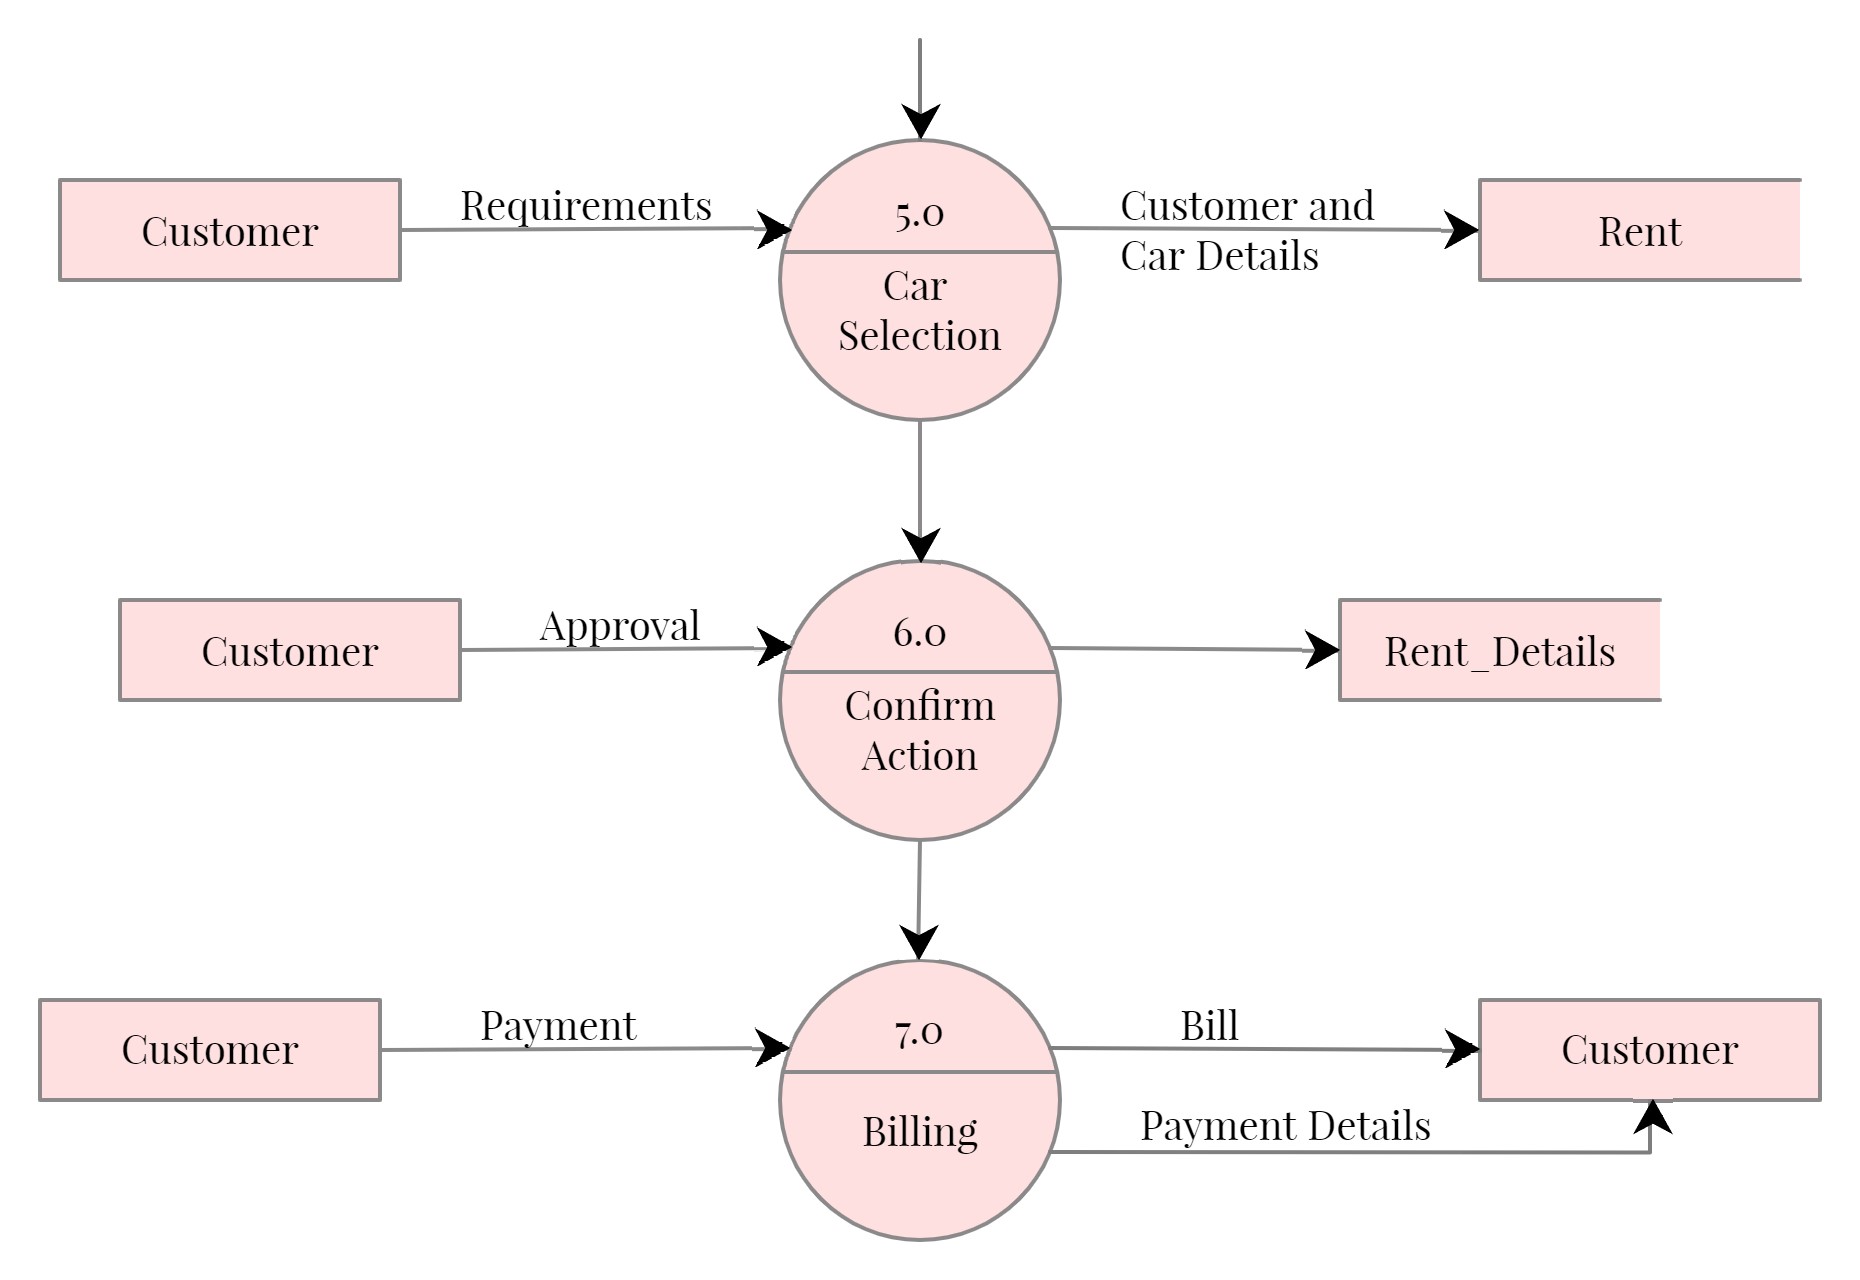 Customer
Requirements
5.0
Car
Selection
Customer and
Car Details
Rent
Customer
Approval
6.0
Confirm
Action
Rent_Details
Customer
Payment
7.0
Billing
Bill
Payment Details
Customer